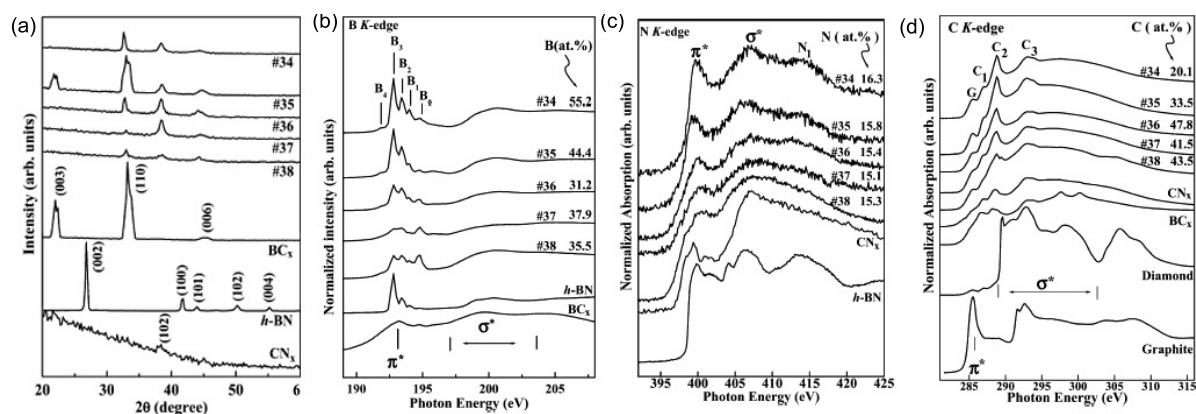 (a)
Intensity (arb. units)
#34
#35
#36
#37
#38
(003)
(110)
(006)
BCx
(002)
(100)
(101)
(102)
(004)
h-BN
(102)
CNx
20 30 40 50 6
2θ (degree)
(b)
B K-edge
B(at.%)
Normalized intensity (arb. units)
B3
B2
B1
B4
#34 55.2
#35 44.4
#36 31.2
#37 37.9
#38 35.5
h-BN
BCx
π*
σ*
190 195 200 205
Photon Energy (eV)
(c)
N K-edge
N ( at.%)
Normalized Absorption (arb. units)
π*
σ*
N1
#34 16.3
#35 15.8
#36 15.4
#37 15.1
#38 15.3
CNx
h-BN
395 400 405 410 415 420 425
Photon Energy (eV)
(d)
C K-edge
C ( at.%)
Normalized Absorption (arb. units)
C2
C3
C1
G
#34 20.1
#35 33.5
#36 47.8
#37 41.5
#38 43.5
CNx
BCx
Diamond
σ*
Graphite
π*
285 290 295 300 305 310 315
Photon Energy (eV)